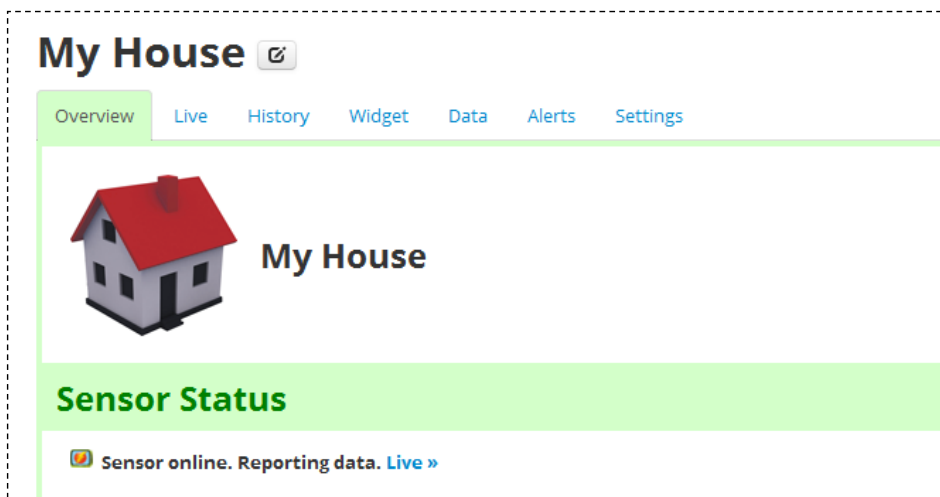 My House
Overview Live History Widget Data Alerts Settings
My House
Sensor Status
Sensor online. Reporting data. Live »